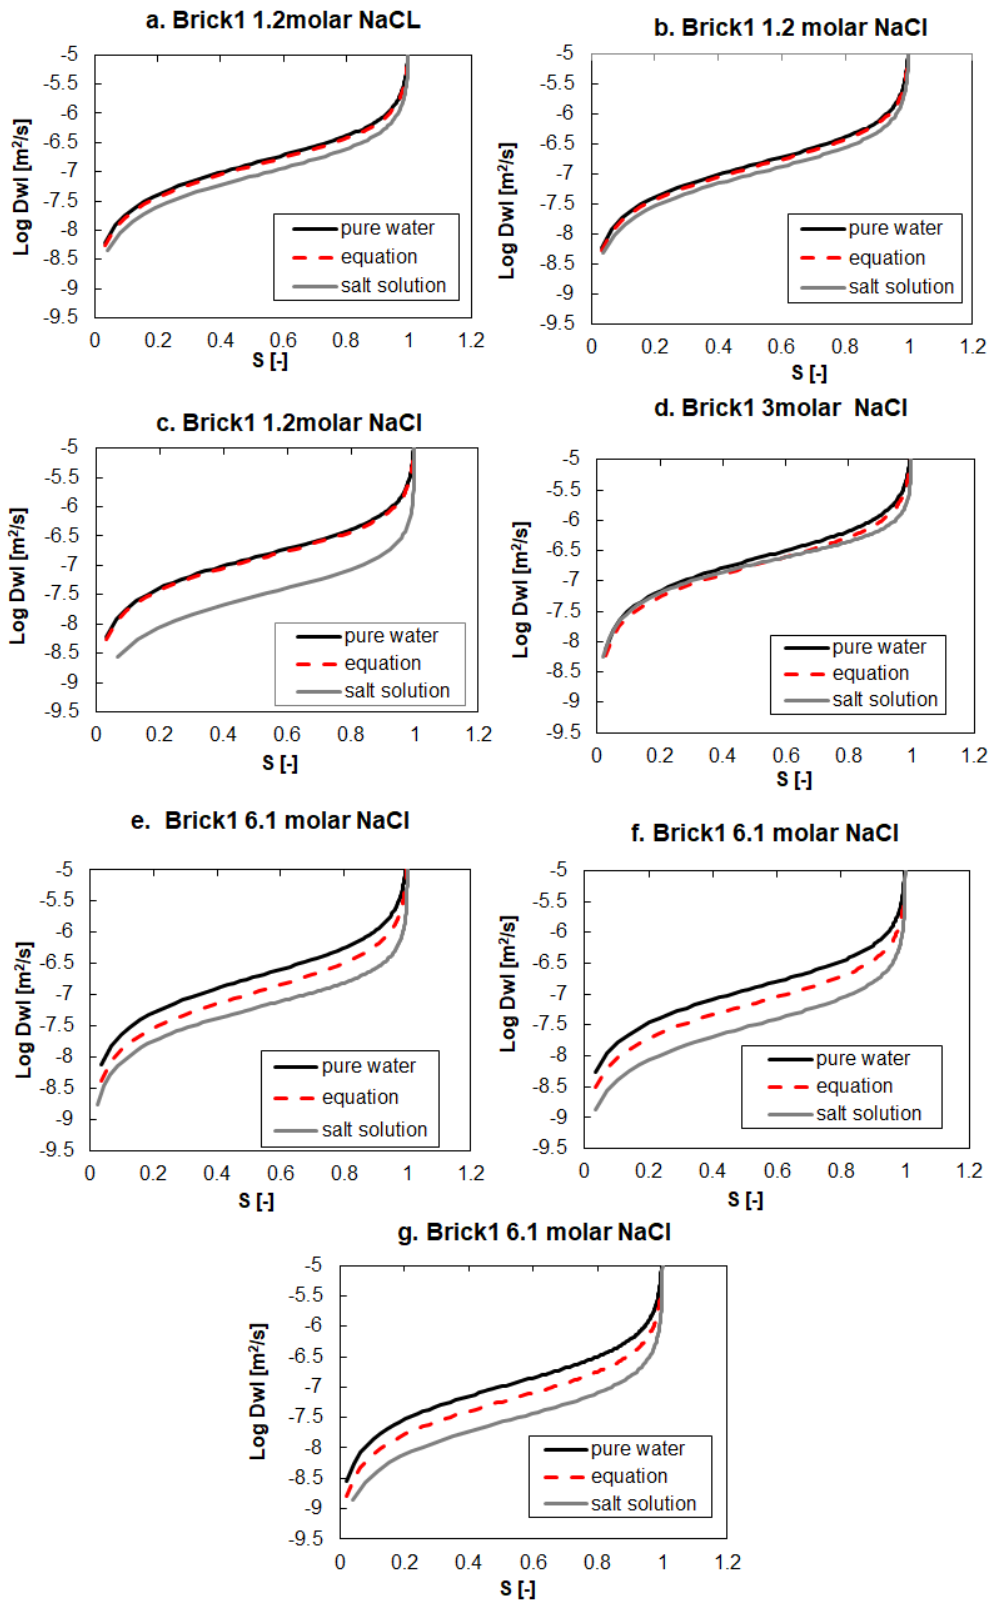 a. Brick1 1.2molar NaCL
Log Dwl [m²/s]
-5
-5.5
-6
-6.5
-7
-7.5
-8
-8.5
-9
-9.5
pure water
equation
salt solution
0 0.2 0.4 0.6 0.8 1 1.2
S [-]
b. Brick1 1.2 molar NaCl
Log Dwl [m²/s]
-5
-5.5
-6
-6.5
-7
-7.5
-8
-8.5
-9
-9.5
pure water
equation
salt solution
0 0.2 0.4 0.6 0.8 1 1.2
S [-]
c. Brick1 1.2molar NaCl
Log Dwl [m²/s]
-5
-5.5
-6
-6.5
-7
-7.5
-8
-8.5
-9
-9.5
pure water
equation
salt solution
0 0.2 0.4 0.6 0.8 1 1.2
S [-]
d. Brick1 3molar NaCl
Log Dwl [m²/s]
-5
-5.5
-6
-6.5
-7
-7.5
-8
-8.5
-9
-9.5
pure water
equation
salt solution
0 0.2 0.4 0.6 0.8 1 1.2
S [-]
e. Brick1 6.1 molar NaCl
Log Dwl [m²/s]
-5
-5.5
-6
-6.5
-7
-7.5
-8
-8.5
-9
-9.5
pure water
equation
salt solution
0 0.2 0.4 0.6 0.8 1 1.2
S [-]
f. Brick1 6.1 molar NaCl
Log Dwl [m²/s]
-5
-5.5
-6
-6.5
-7
-7.5
-8
-8.5
-9
-9.5
pure water
equation
salt solution
0 0.2 0.4 0.6 0.8 1 1.2
S [-]
g. Brick1 6.1 molar NaCl
Log Dwl [m²/s]
-5
-5.5
-6
-6.5
-7
-7.5
-8
-8.5
-9
-9.5
pure water
equation
salt solution
0 0.2 0.4 0.6 0.8 1 1.2
S [-]